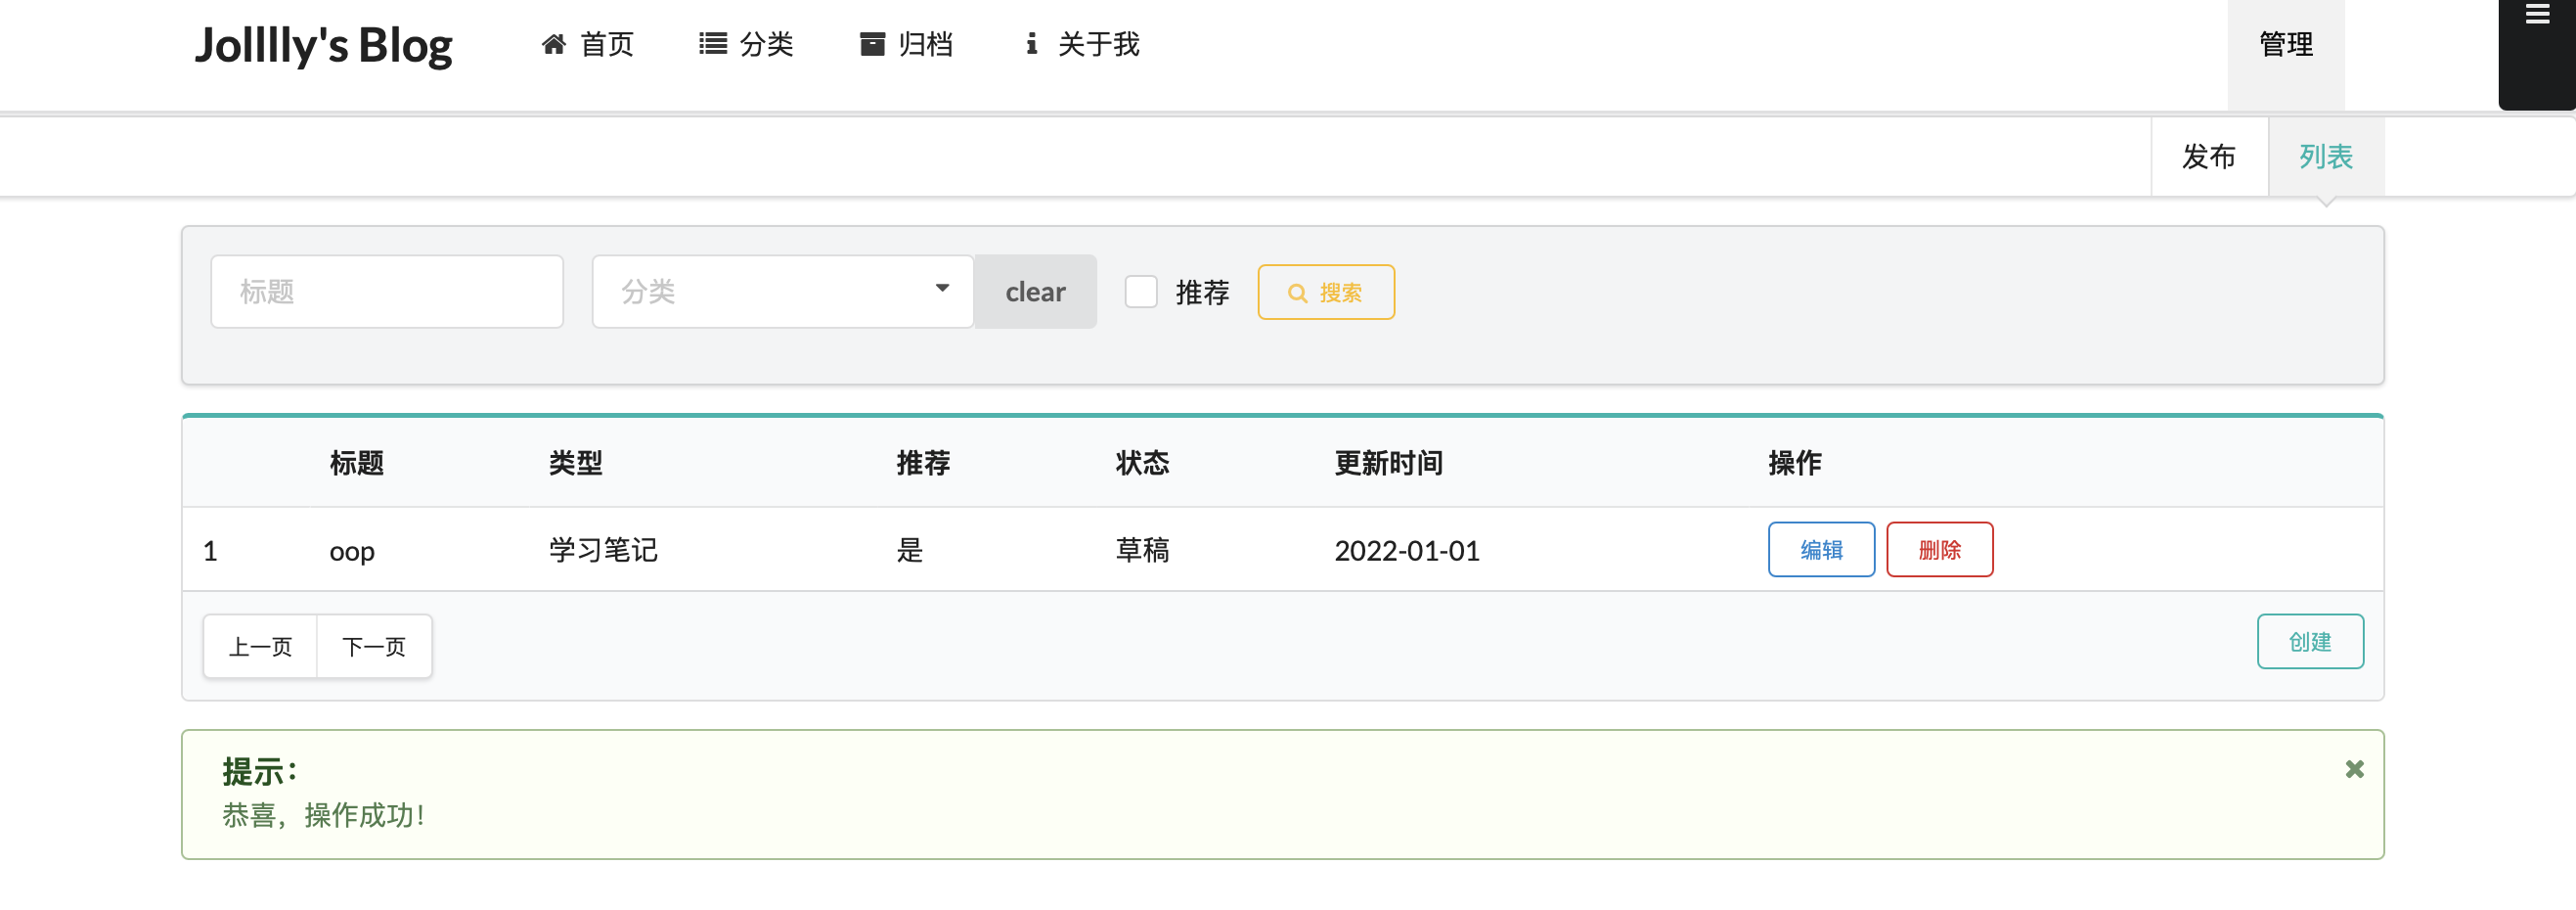 Jolllly's Blog 首页 分类 归档 关于我 管理
发布 列表
标题 分类 clear 推荐 搜索
标题 类型 推荐 状态 更新时间 操作
1 oop 学习笔记 是 草稿 2022-01-01 编辑 删除
上一页 下一页 创建
提示：
恭喜，操作成功！